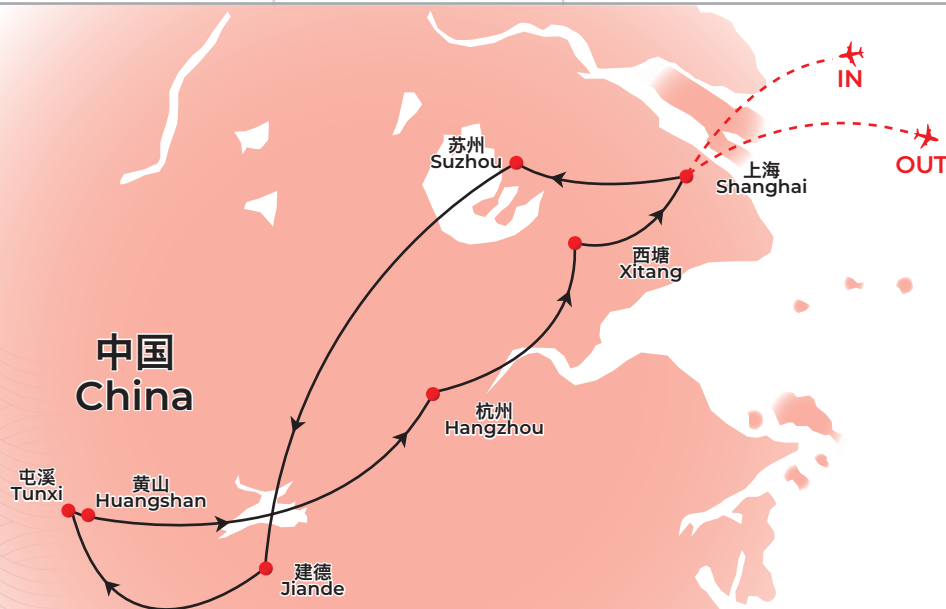 IN
OUT
苏州
Suzhou
上海
Shanghai
西塘
Xitang
中国
China
杭州
Hangzhou
屯溪
Tunxi
黄山
Huangshan
建德
Jiande